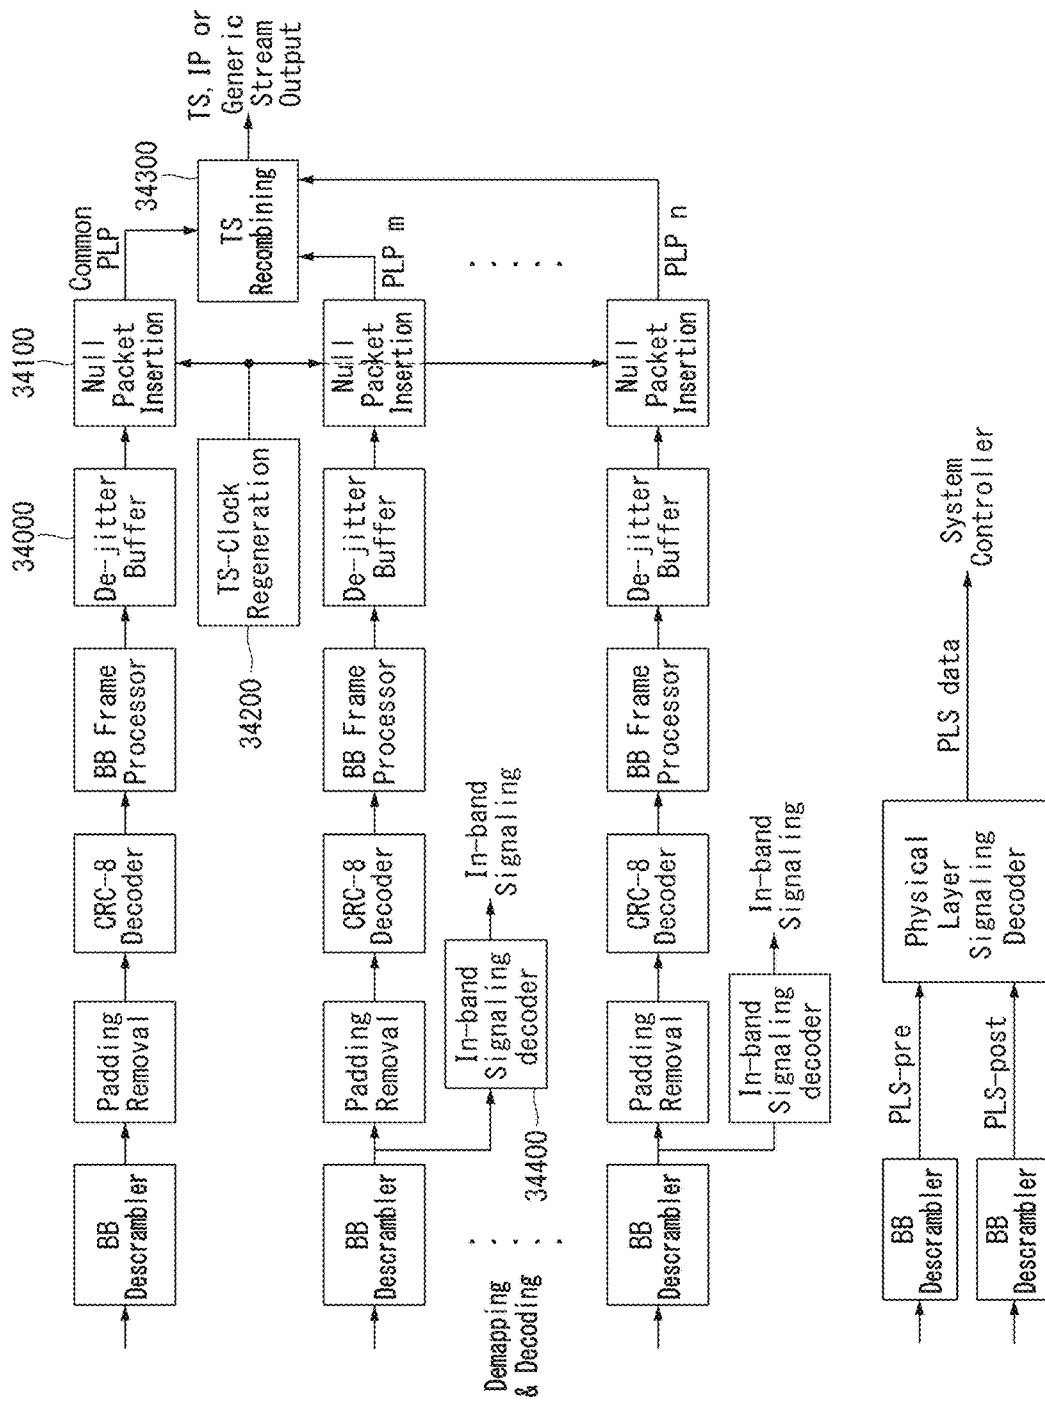 BB
Descrambler
Padding
Removal
CRC-8
Decoder
BB Frame
Processor
De-jitter
Buffer
34000
Null
Packet
Insertion
34100
Common
PLP
TS-Clock
Regeneration
34200
TS
Recombining
34300
TS, IP or
Generic
Stream
Output
BB
Descrambler
Padding
Removal
CRC-8
Decoder
BB Frame
Processor
De-jitter
Buffer
Null
Packet
Insertion
PLP m
In-band
Signaling
decoder
34400
In-band
Signaling
Demapping
& Decoding
. . . . .
. . . . .
BB
Descrambler
Padding
Removal
CRC-8
Decoder
BB Frame
Processor
De-jitter
Buffer
Null
Packet
Insertion
PLP n
In-band
Signaling
decoder
In-band
Signaling
BB
Descrambler
PLS-pre
BB
Descrambler
PLS-post
Physical
Layer
Signaling
Decoder
PLS data
System
Controller